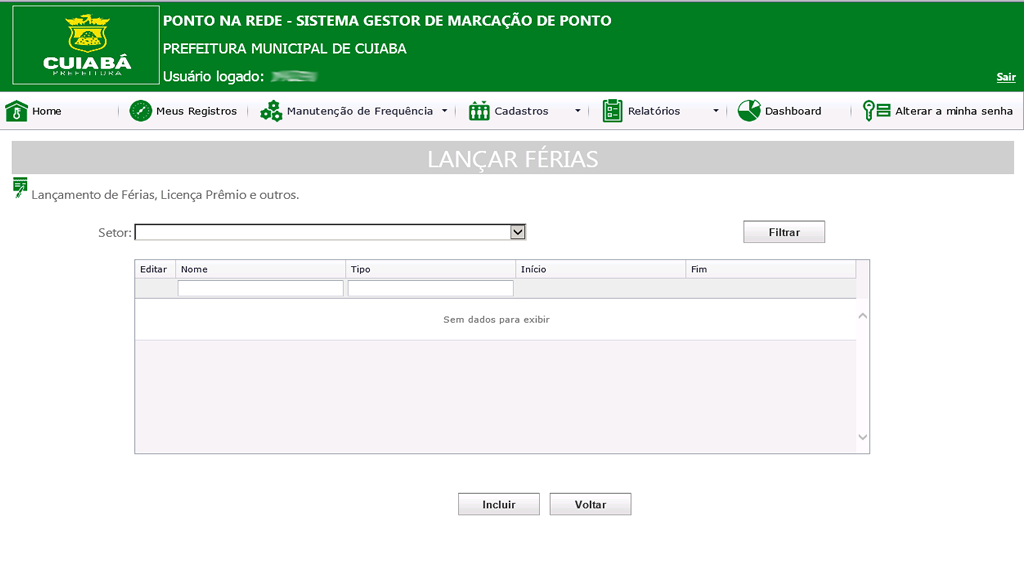 CUIABÁ
PREFEITURA
PONTO NA REDE - SISTEMA GESTOR DE MARCAÇÃO DE PONTO
PREFEITURA MUNICIPAL DE CUIABA
Usuário logado:
Sair
Home Meus Registros Manutenção de Frequência Cadastros Relatórios Dashboard Alterar a minha senha
LANÇAR FÉRIAS
Lançamento de Férias, Licença Prêmio e outros.
Setor: Filtrar
Editar Nome Tipo Início Fim
Sem dados para exibir
Incluir Voltar